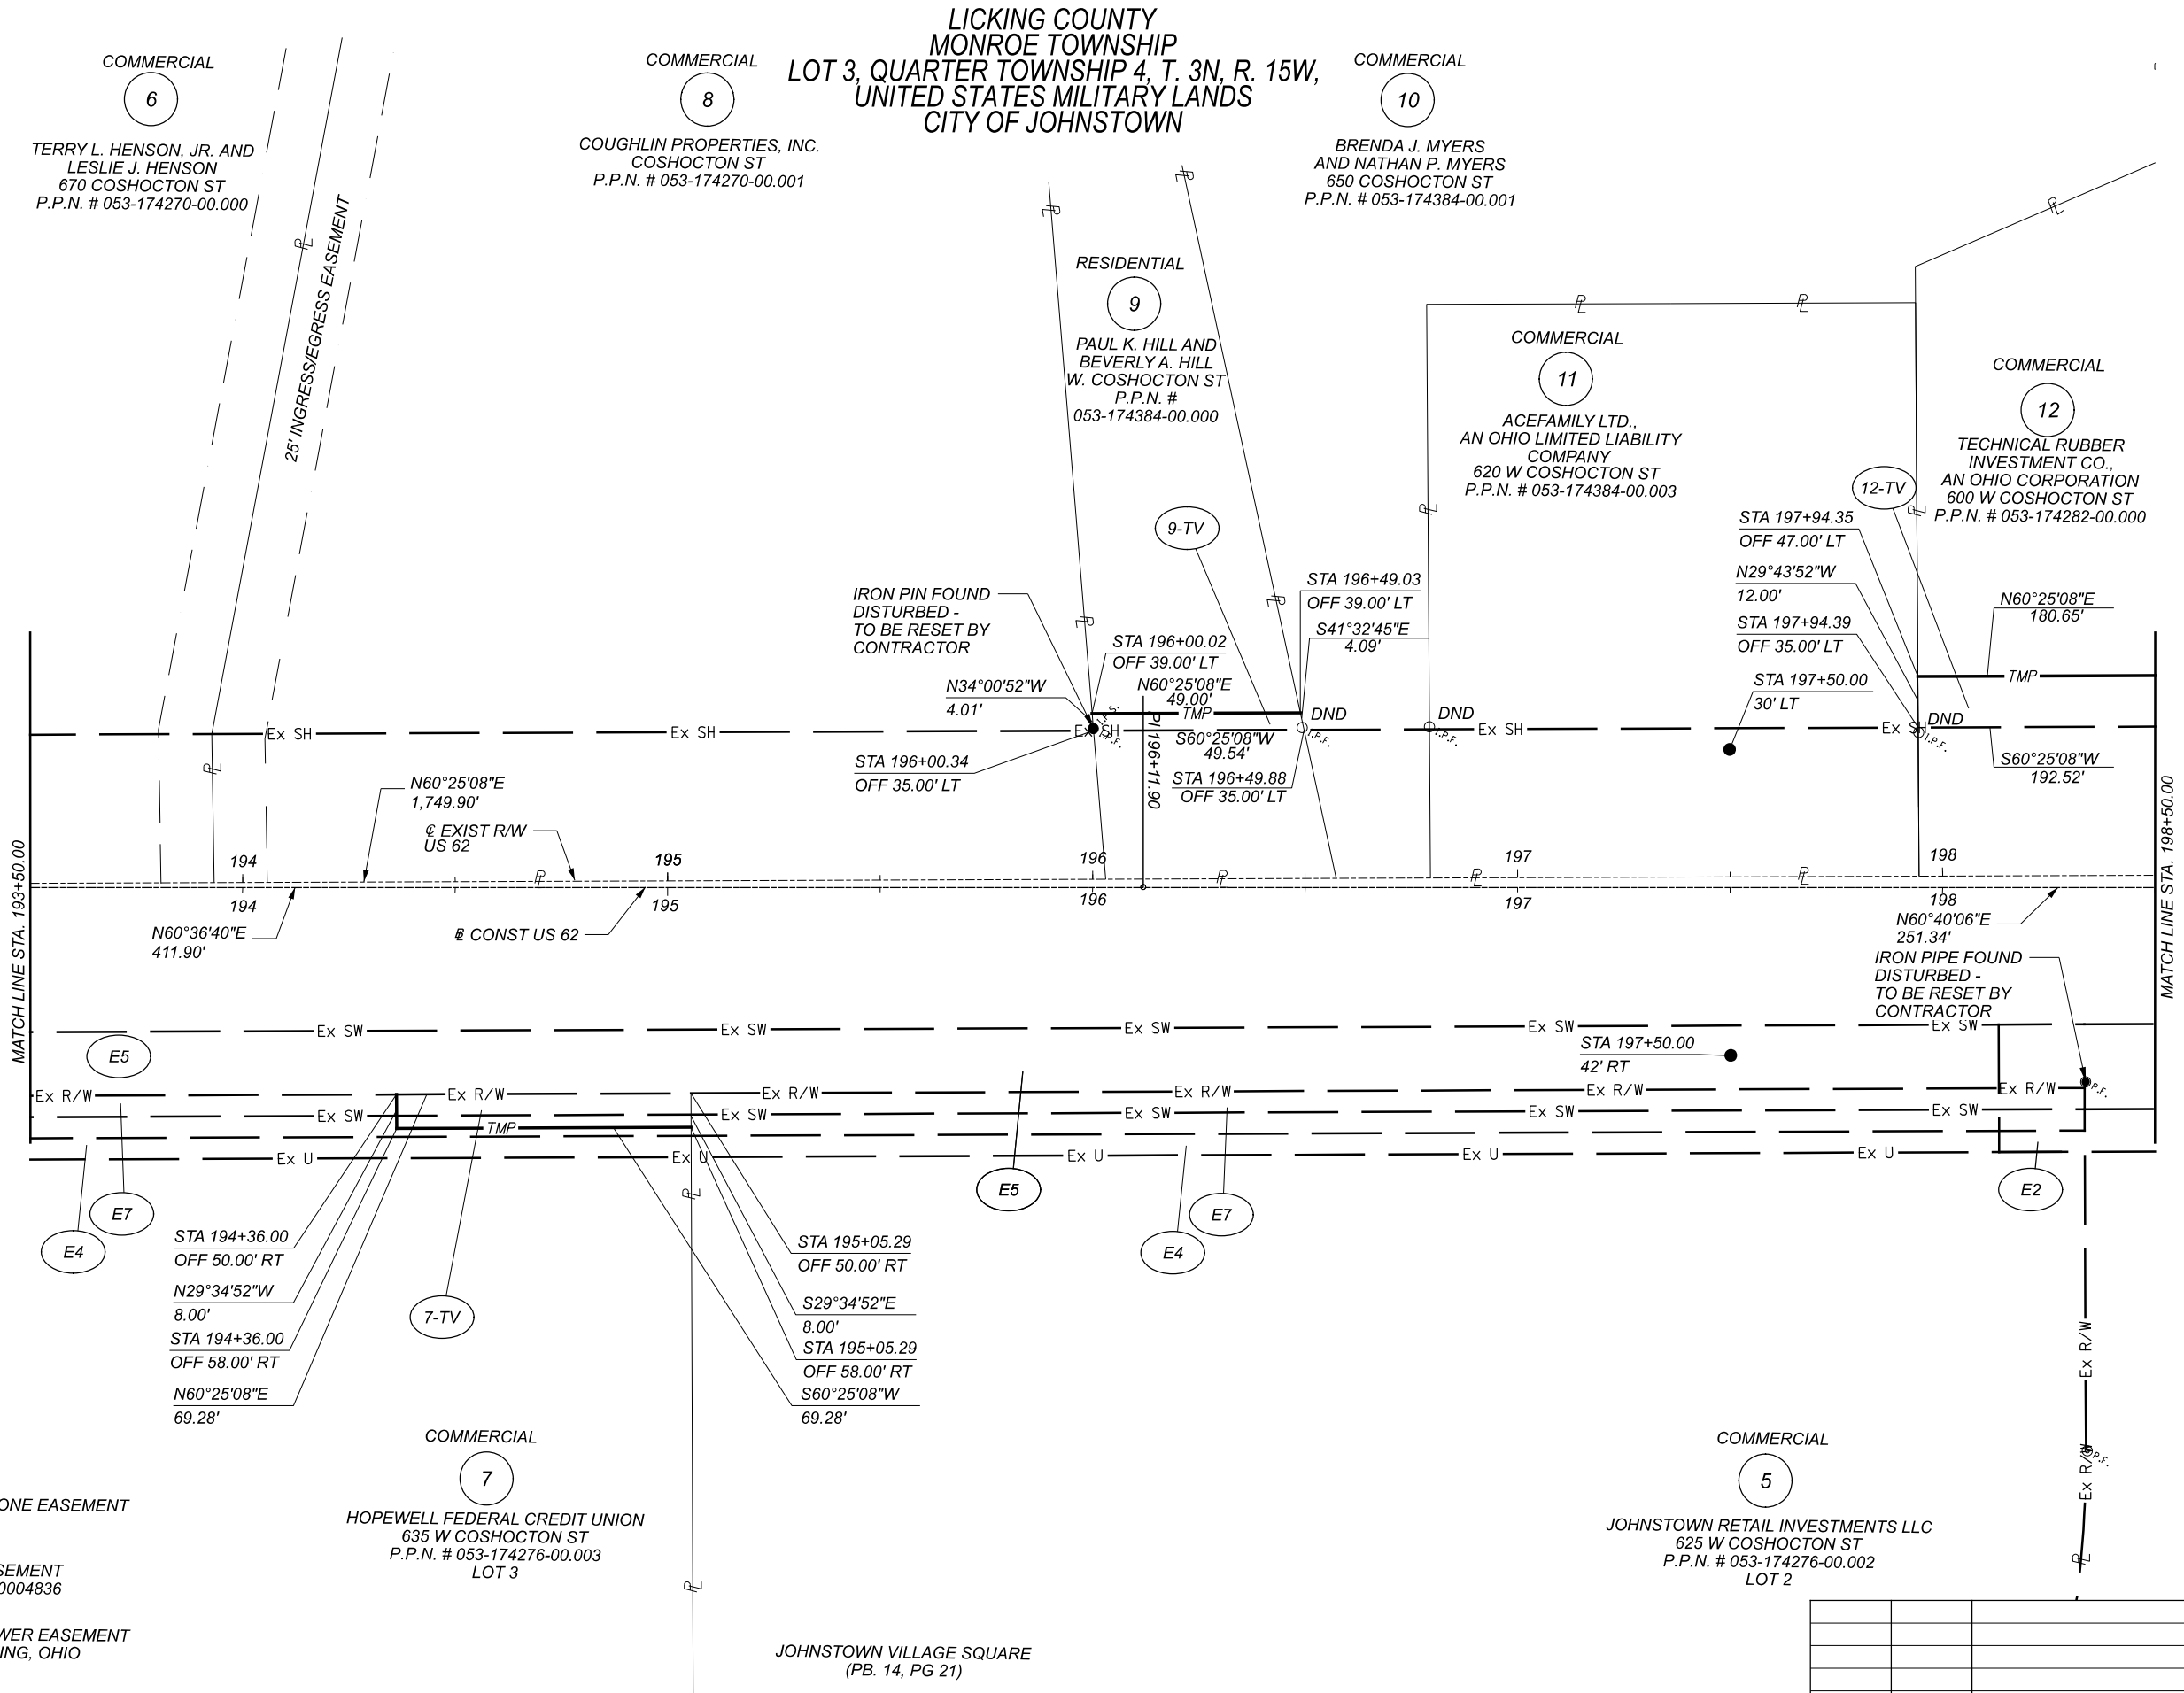 LICKING COUNTY
MONROE TOWNSHIP
LOT 3, QUARTER TOWNSHIP 4, T. 3N, R. 15W,
UNITED STATES MILITARY LANDS
CITY OF JOHNSTOWN
COMMERCIAL
6
TERRY L. HENSON, JR. AND
LESLIE J. HENSON
670 COSHOCTON ST
P.P.N. # 053-174270-00.000
25' INGRESS/EGRESS EASEMENT
COMMERCIAL
8
COUGHLIN PROPERTIES, INC.
COSHOCTON ST
P.P.N. # 053-174270-00.001
COMMERCIAL
10
BRENDA J. MYERS
AND NATHAN P. MYERS
650 COSHOCTON ST
P.P.N. # 053-174384-00.001
RESIDENTIAL
9
PAUL K. HILL AND
BEVERLY A. HILL
W. COSHOCTON ST
P.P.N. #
053-174384-00.000
COMMERCIAL
11
ACEFAMILY LTD.,
AN OHIO LIMITED LIABILITY
COMPANY
620 W COSHOCTON ST
P.P.N. # 053-174384-00.003
COMMERCIAL
12
TECHNICAL RUBBER
INVESTMENT CO.,
AN OHIO CORPORATION
600 W COSHOCTON ST
P.P.N. # 053-174282-00.000
12-TV
9-TV
STA 197+94.35
OFF 47.00' LT
N29°43'52"W
12.00'
STA 197+94.39
OFF 35.00' LT
STA 197+50.00
30' LT
N60°25'08"E
180.65'
TMP
S60°25'08"W
192.52'
IRON PIN FOUND
DISTURBED -
TO BE RESET BY
CONTRACTOR
STA 196+00.02
OFF 39.00' LT
N60°25'08"E
49.00'
TMP
N34°00'52"W
4.01'
STA 196+49.03
OFF 39.00' LT
S41°32'45"E
4.09'
DND
DND
DND
I.P.S.
I.P.F.
I.P.F.
I.P.F.
I.P.F.
Ex SH
Ex SH
Ex SH
Ex SH
Ex SH
S60°25'08"W
49.54'
STA 196+00.34
OFF 35.00' LT
STA 196+49.88
OFF 35.00' LT
PI 196+11.90
N60°25'08"E
1,749.90'
℄ EXIST R/W
US 62
194
195
196
197
198
194
195
196
197
198
MATCH LINE STA. 193+50.00
MATCH LINE STA. 198+50.00
N60°36'40"E
411.90'
CONST US 62
N60°40'06"E
251.34'
IRON PIPE FOUND
DISTURBED -
TO BE RESET BY
CONTRACTOR
Ex SW
Ex SW
Ex SW
Ex SW
Ex SW
STA 197+50.00
42' RT
E5
Ex R/W
Ex R/W
Ex R/W
Ex R/W
Ex R/W
Ex R/W
I.P.F.
Ex SW
Ex SW
Ex SW
Ex SW
Ex SW
TMP
Ex U
Ex U
Ex U
Ex U
Ex U
E4
E7
E5
E4
E7
E2
STA 194+36.00
OFF 50.00' RT
N29°34'52"W
8.00'
STA 194+36.00
OFF 58.00' RT
N60°25'08"E
69.28'
7-TV
STA 195+05.29
OFF 50.00' RT
S29°34'52"E
8.00'
STA 195+05.29
OFF 58.00' RT
S60°25'08"W
69.28'
Ex R/W
Ex R/W
COMMERCIAL
7
HOPEWELL FEDERAL CREDIT UNION
635 W COSHOCTON ST
P.P.N. # 053-174276-00.003
LOT 3
COMMERCIAL
5
JOHNSTOWN RETAIL INVESTMENTS LLC
625 W COSHOCTON ST
P.P.N. # 053-174276-00.002
LOT 2
ONE EASEMENT
SEMENT
0004836
WER EASEMENT
ING, OHIO
JOHNSTOWN VILLAGE SQUARE
(PB. 14, PG 21)